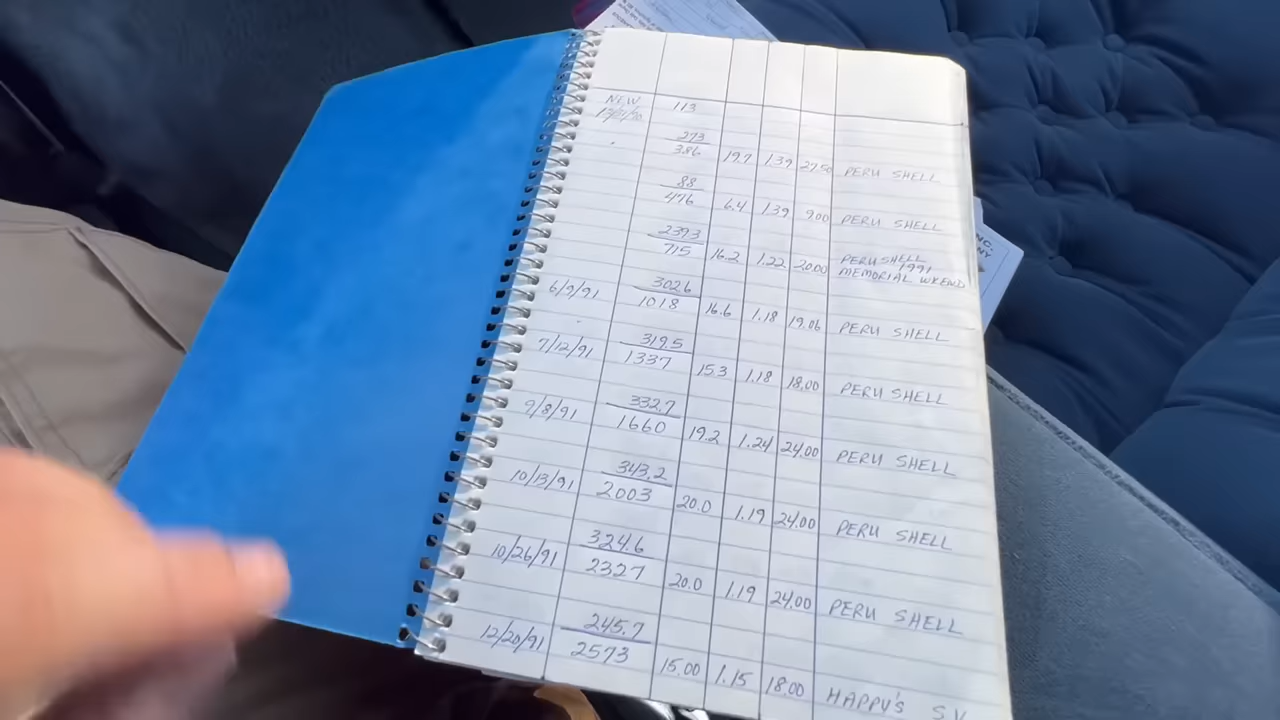 NEW 113
12/21/90
273
386 19.7 1.39 27.50 PERU SHELL
88
476 6.4 1.39 9.00 PERU SHELL
239.3
715 16.2 1.22 20.00 PERU SHELL
1991
MEMORIAL WKEND
6/9/91 302.6
1018 16.6 1.18 19.06 PERU SHELL
7/12/91 319.5
1337 15.3 1.18 18.00 PERU SHELL
9/8/91 332.7
1660 19.2 1.24 24.00 PERU SHELL
10/13/91 343.2
2003 20.0 1.19 24.00 PERU SHELL
10/26/91 324.6
2327 20.0 1.19 24.00 PERU SHELL
12/20/91 245.7
2573 15.00 1.15 18.00 HAPPY'S S.V.
INC.
NY